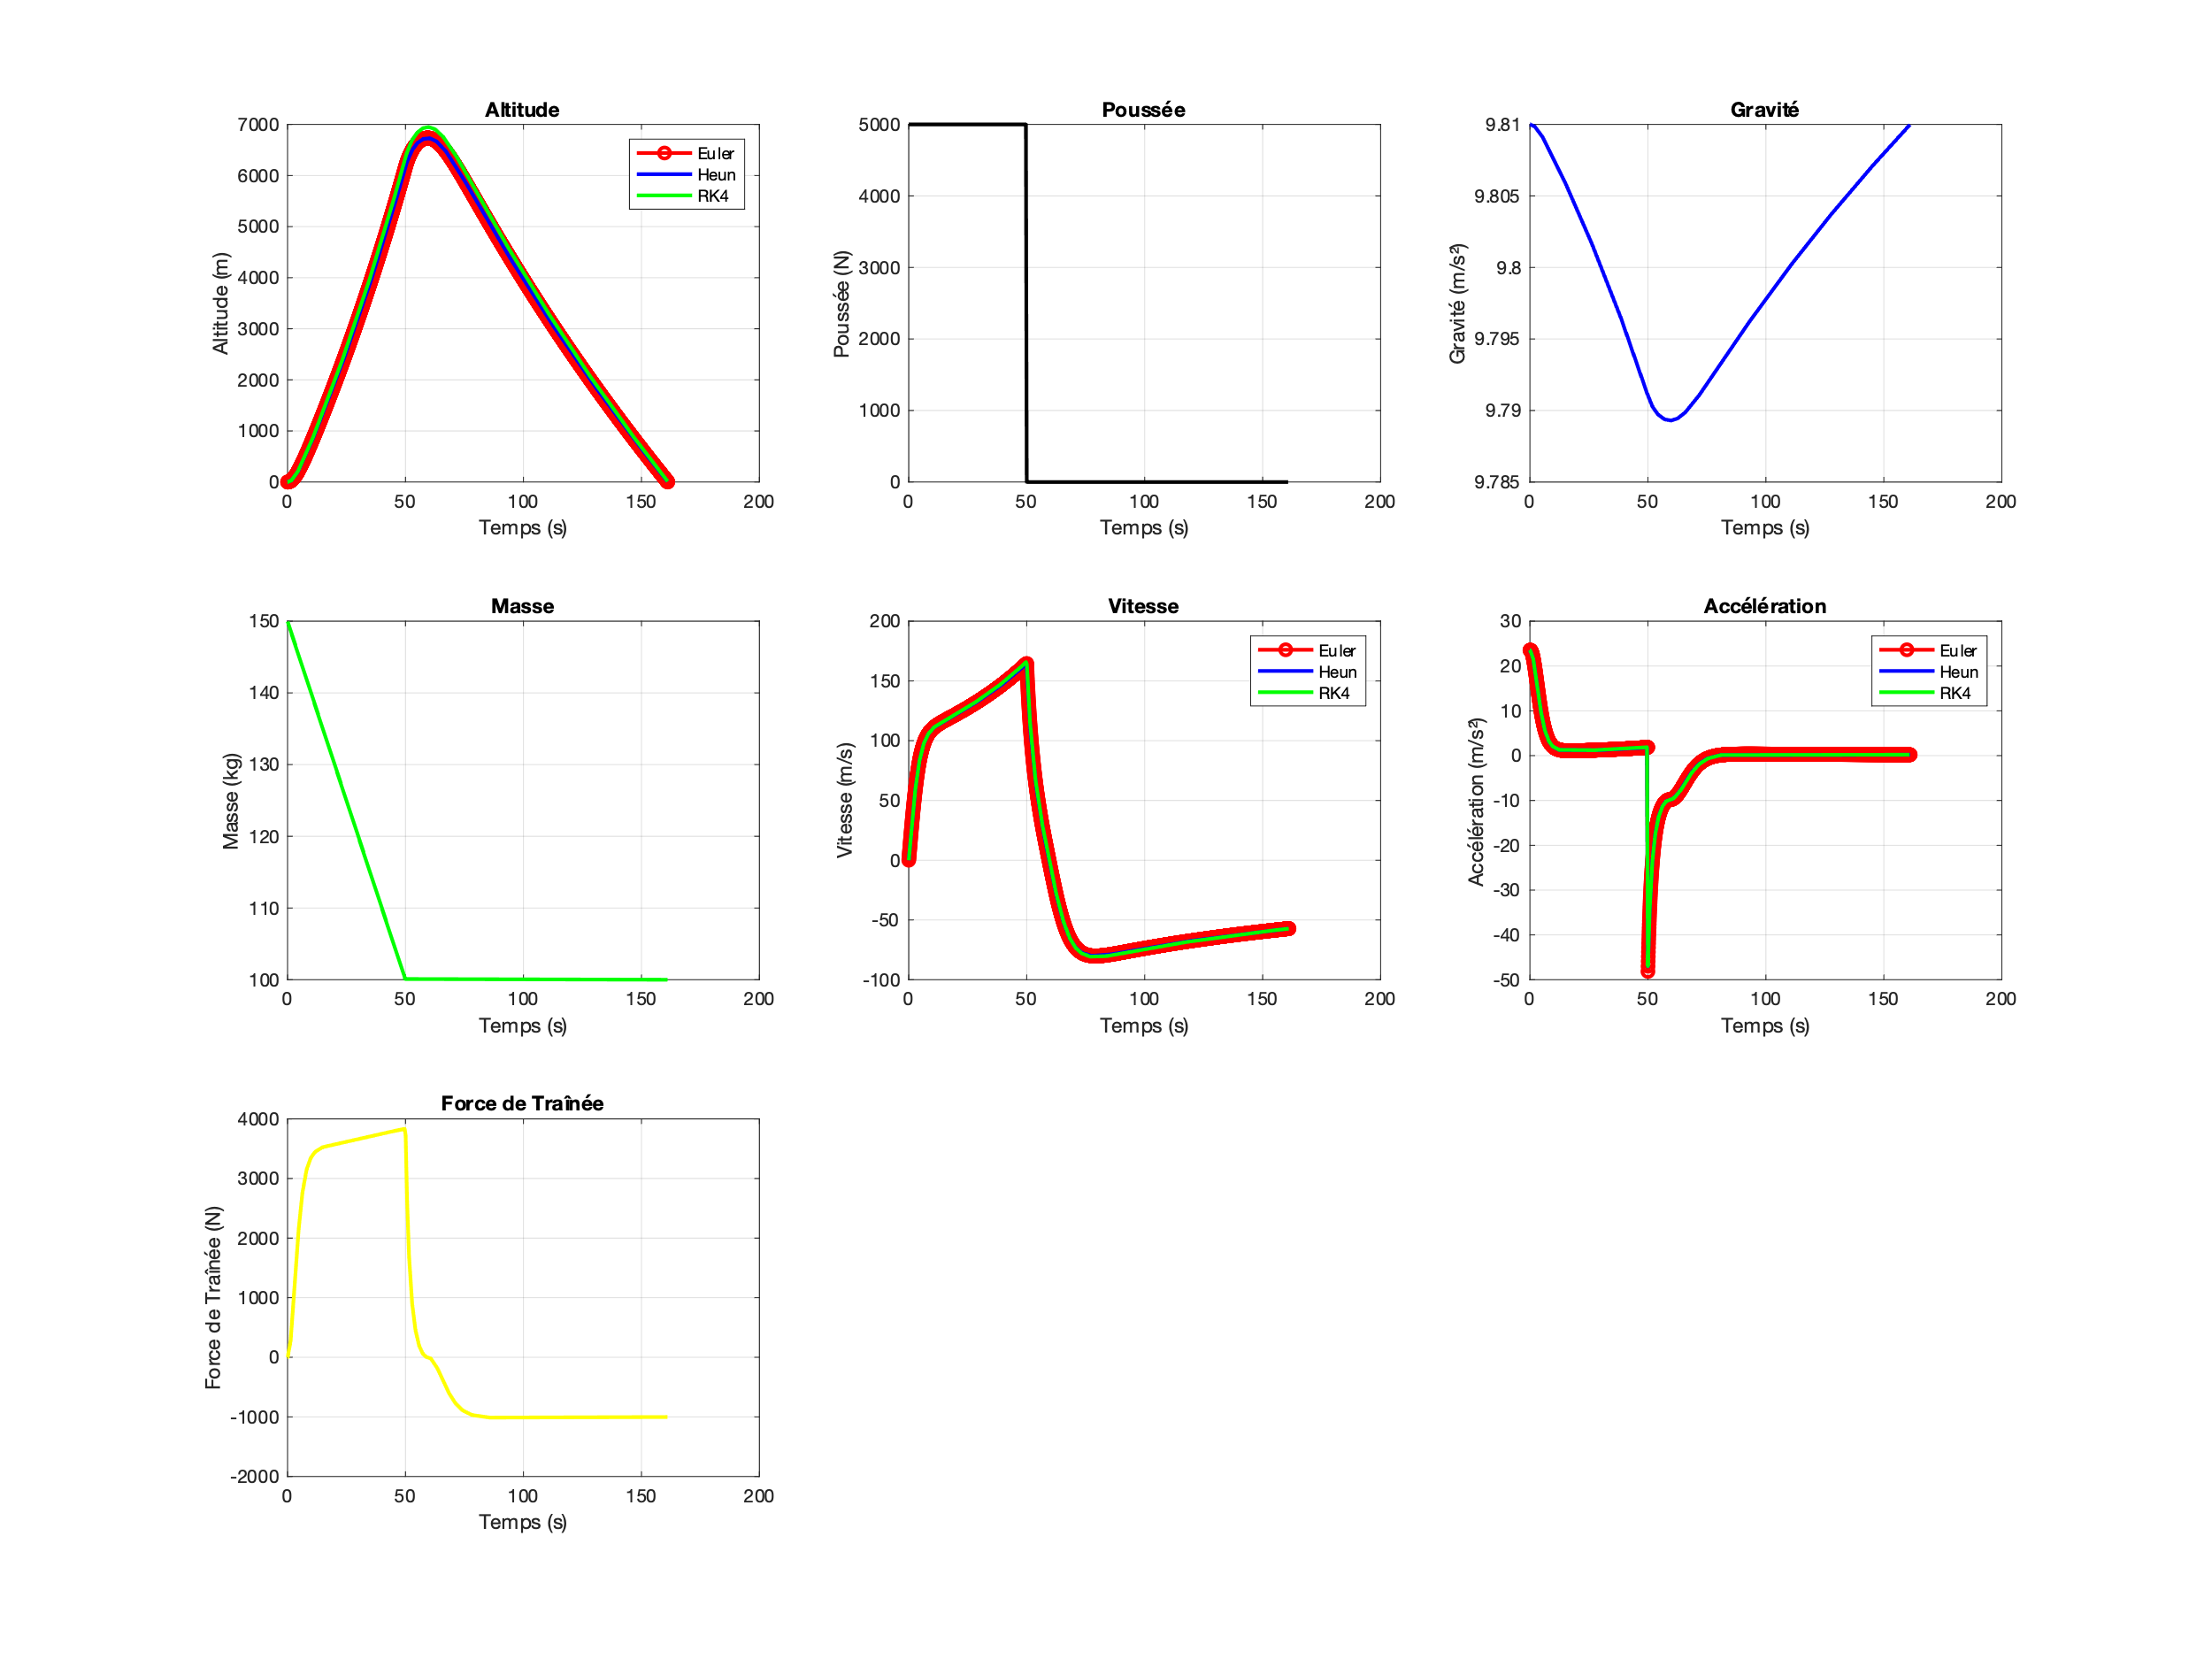 Altitude
7000
6000
5000
4000
3000
2000
1000
0
Altitude (m)
0 50 100 150 200
Temps (s)
Euler
Heun
RK4
Poussée
5000
4000
3000
2000
1000
0
Poussée (N)
0 50 100 150 200
Temps (s)
Gravité
9.81
9.805
9.8
9.795
9.79
9.785
Gravité (m/s²)
0 50 100 150 200
Temps (s)
Masse
150
140
130
120
110
100
Masse (kg)
0 50 100 150 200
Temps (s)
Vitesse
200
150
100
50
0
-50
-100
Vitesse (m/s)
0 50 100 150 200
Temps (s)
Euler
Heun
RK4
Accélération
30
20
10
0
-10
-20
-30
-40
-50
Accélération (m/s²)
0 50 100 150 200
Temps (s)
Euler
Heun
RK4
Force de Traînée
4000
3000
2000
1000
0
-1000
-2000
Force de Traînée (N)
0 50 100 150 200
Temps (s)